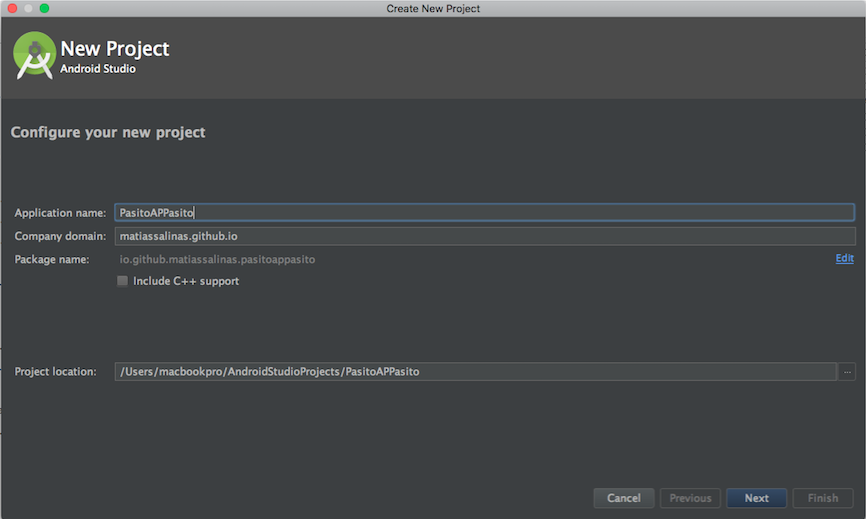 Create New Project
New Project
Android Studio
Configure your new project
Application name: PasitoAPPasito
Company domain: matiassalinas.github.io
Package name: io.github.matiassalinas.pasitoappasito Edit
Include C++ support
Project location: /Users/macbookpro/AndroidStudioProjects/PasitoAPPasito ...
Cancel Previous Next Finish